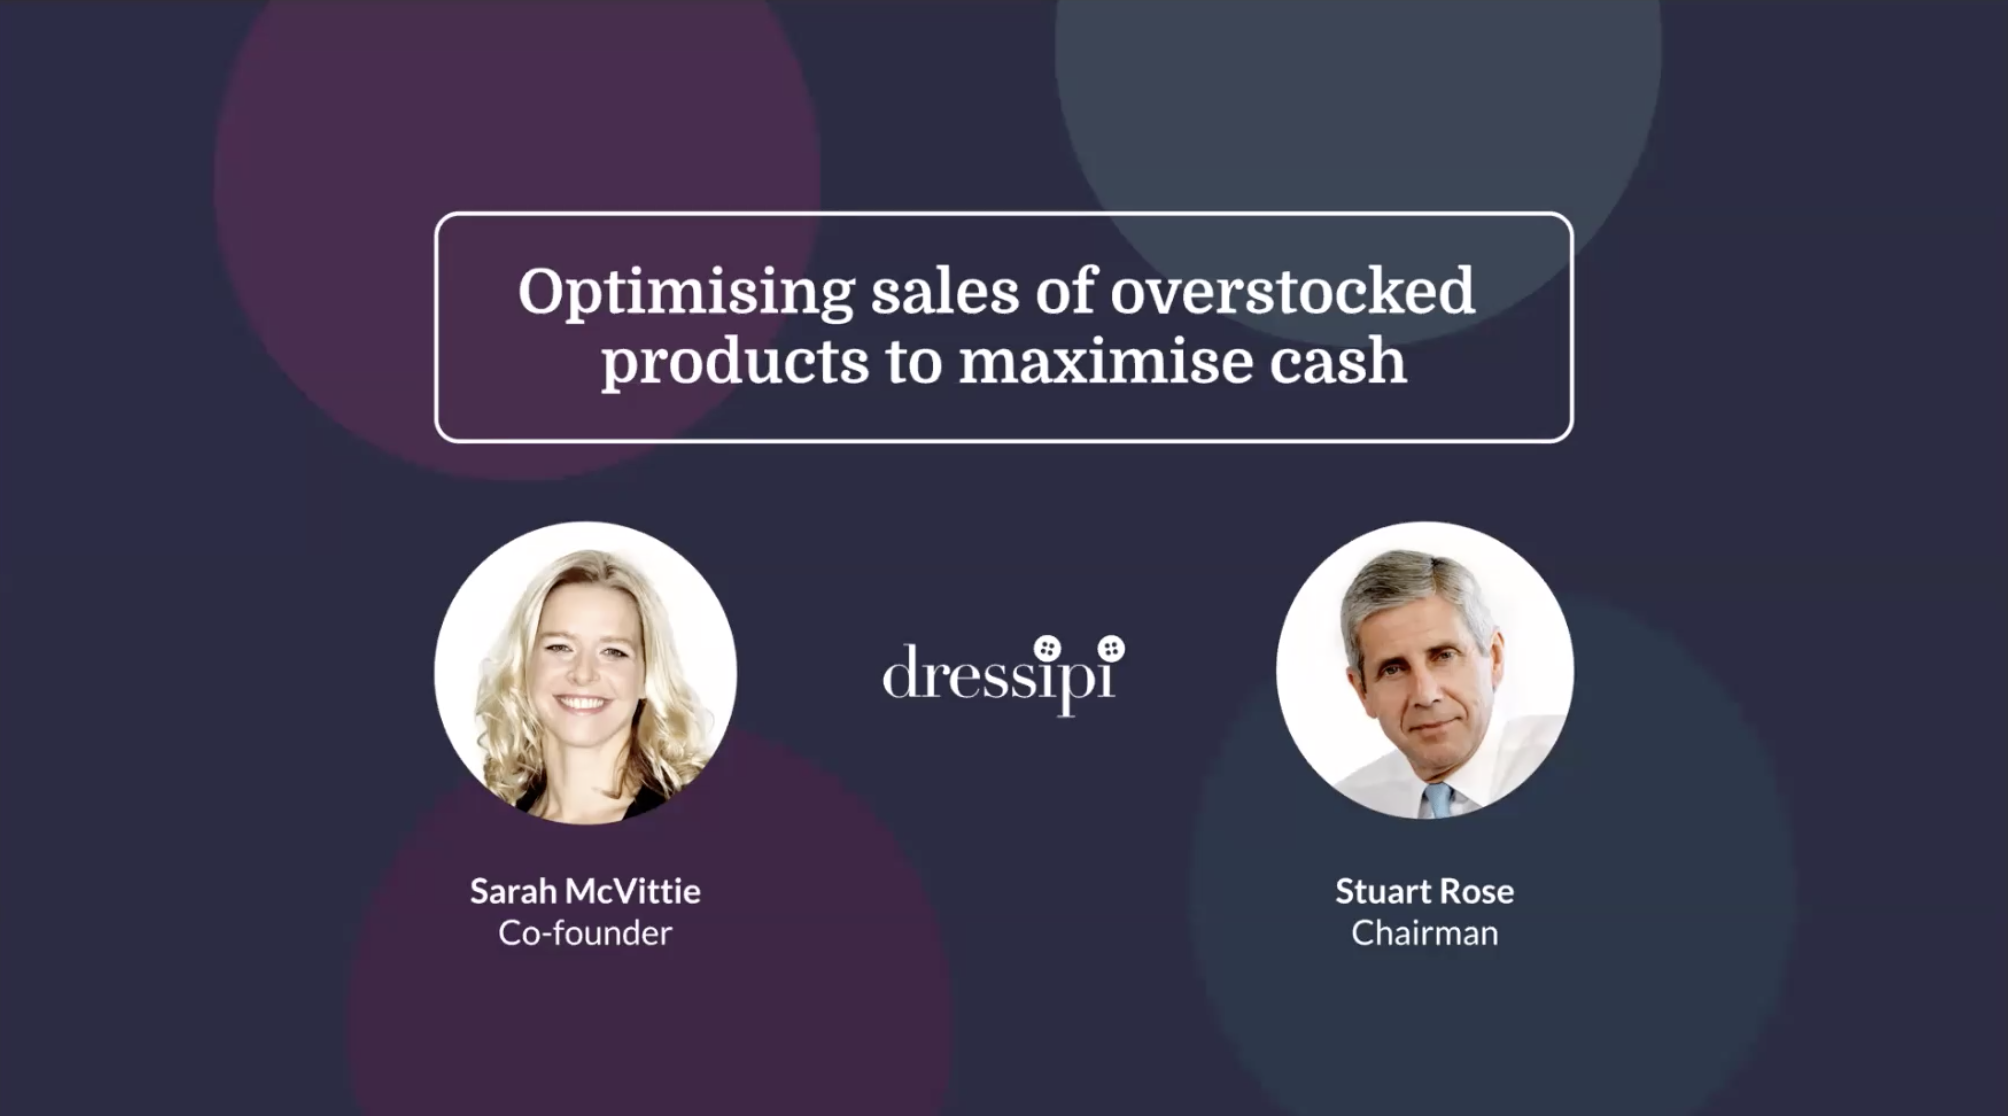 Optimising sales of overstocked
products to maximise cash
dressipi
Sarah McVittie
Co-founder
Stuart Rose
Chairman